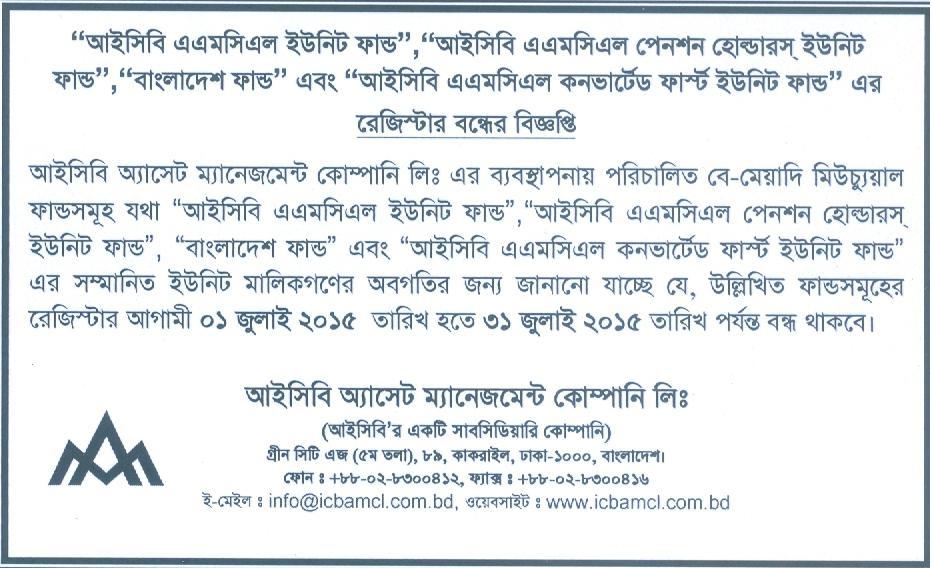 “আইসিবি এএমসিএল ইউনিট ফান্ড”,“আইসিবি এএমসিএল পেনশন হোল্ডারস্ ইউনিট
ফান্ড”,“বাংলাদেশ ফান্ড” এবং “আইসিবি এএমসিএল কনভার্টেড ফার্স্ট ইউনিট ফান্ড” এর
রেজিস্টার বন্ধের বিজ্ঞপ্তি
আইসিবি অ্যাসেট ম্যানেজমেন্ট কোম্পানি লিঃ এর ব্যবস্থাপনায় পরিচালিত বে-মেয়াদি মিউচ্যুয়াল
ফান্ডসমূহ যথা “আইসিবি এএমসিএল ইউনিট ফান্ড”,“আইসিবি এএমসিএল পেনশন হোল্ডারস্
ইউনিট ফান্ড”, “বাংলাদেশ ফান্ড” এবং “আইসিবি এএমসিএল কনভার্টেড ফার্স্ট ইউনিট ফান্ড”
এর সম্মানিত ইউনিট মালিকগণের অবগতির জন্য জানানো যাচ্ছে যে, উল্লিখিত ফান্ডসমূহের
রেজিস্টার আগামী ০১ জুলাই ২০১৫ তারিখ হতে ৩১ জুলাই ২০১৫ তারিখ পর্যন্ত বন্ধ থাকবে।
আইসিবি অ্যাসেট ম্যানেজমেন্ট কোম্পানি লিঃ
(আইসিবি’র একটি সাবসিডিয়ারি কোম্পানি)
গ্রীন সিটি এজ (৫ম তলা), ৮৯, কাকরাইল, ঢাকা-১০০০, বাংলাদেশ।
ফোন : +৮৮-০২-৮৩০০৪১২, ফ্যাক্স : +৮৮-০২-৮৩০০৪১৬
ই-মেইল : info@icbamcl.com.bd, ওয়েবসাইট : www.icbamcl.com.bd